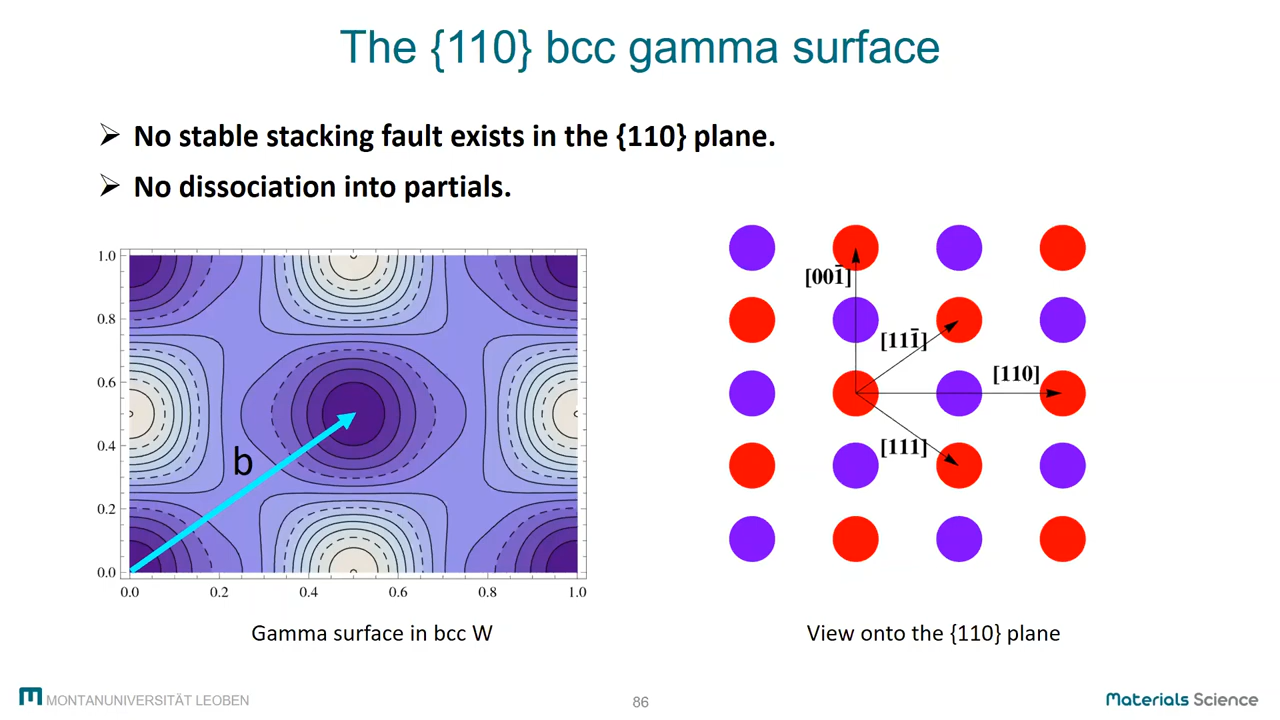 The {110} bcc gamma surface
➢ No stable stacking fault exists in the {110} plane.
➢ No dissociation into partials.
1.0
0.8
0.6
0.4
0.2
0.0
0.0 0.2 0.4 0.6 0.8 1.0
b
Gamma surface in bcc W
[001̄]
[111̄]
[110]
[111]
View onto the {110} plane
MONTANUNIVERSITÄT LEOBEN
86
Materials Science